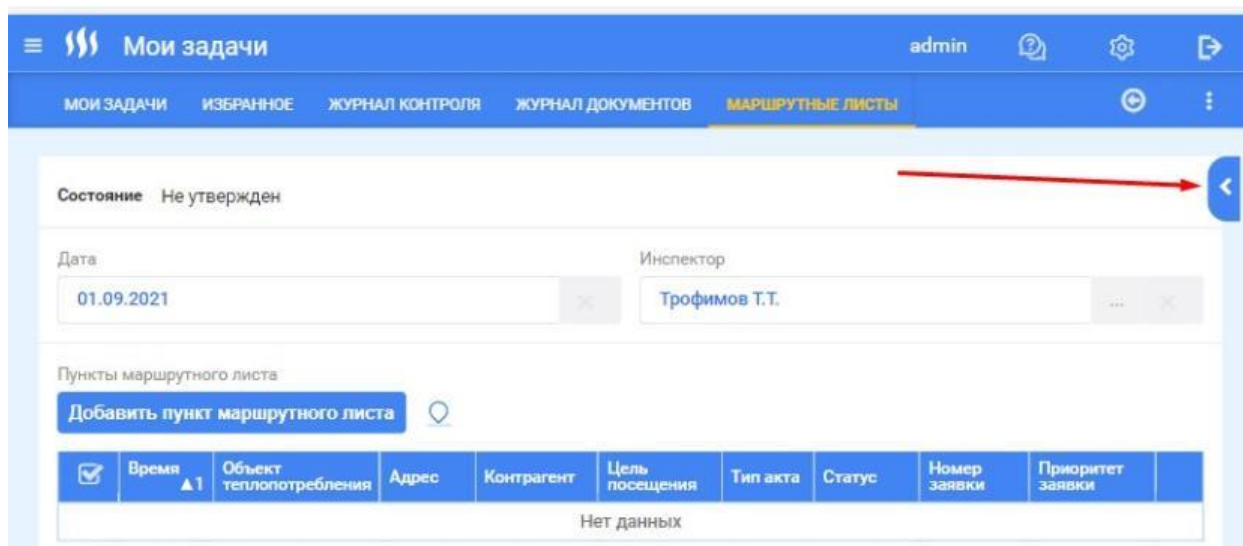 Мои задачи admin
МОИ ЗАДАЧИ ИЗБРАННОЕ ЖУРНАЛ КОНТРОЛЯ ЖУРНАЛ ДОКУМЕНТОВ МАРШРУТНЫЕ ЛИСТЫ
Состояние Не утвержден
Дата Инспектор
01.09.2021 Трофимов Т.Т. ...
Пункты маршрутного листа
Добавить пункт маршрутного листа
Время ▲1 Объект теплопотребления Адрес Контрагент Цель посещения Тип акта Статус Номер заявки Приоритет заявки
Нет данных